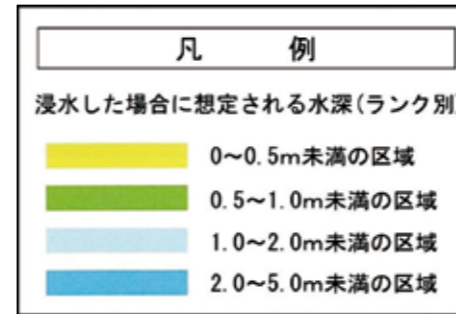 凡 例
浸水した場合に想定される水深(ランク別)
0～0.5m未満の区域
0.5～1.0m未満の区域
1.0～2.0m未満の区域
2.0～5.0m未満の区域